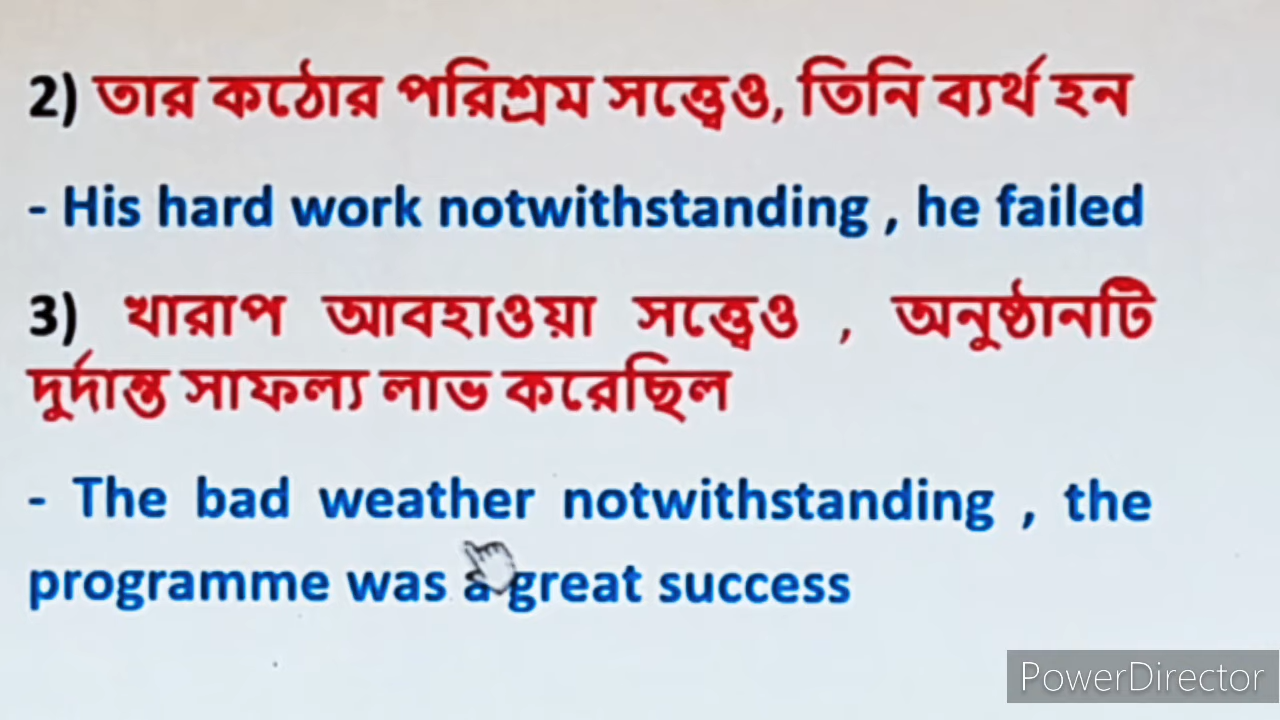 2) তার কঠোর পরিশ্রম সত্ত্বেও, তিনি ব্যর্থ হন
- His hard work notwithstanding , he failed
3) খারাপ আবহাওয়া সত্ত্বেও , অনুষ্ঠানটি
দুর্দান্ত সাফল্য লাভ করেছিল
- The bad weather notwithstanding , the
programme was a great success
PowerDirector